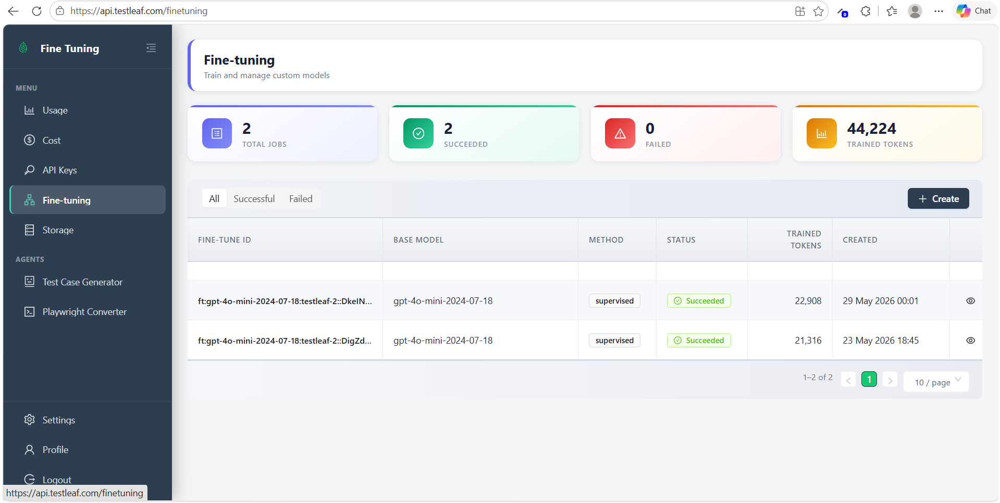 https://api.testleaf.com/finetuning
0
Chat
Fine Tuning
MENU
Usage
Cost
API Keys
Fine-tuning
Storage
AGENTS
Test Case Generator
Playwright Converter
Settings
Profile
Logout
https://api.testleaf.com/finetuning
Fine-tuning
Train and manage custom models
2
TOTAL JOBS
2
SUCCEEDED
0
FAILED
44,224
TRAINED TOKENS
All Successful Failed
+ Create
FINE-TUNE ID BASE MODEL METHOD STATUS TRAINED TOKENS CREATED
ft:gpt-4o-mini-2024-07-18:testleaf-2::DkeIN... gpt-4o-mini-2024-07-18 supervised Succeeded 22,908 29 May 2026 00:01
ft:gpt-4o-mini-2024-07-18:testleaf-2::DigZd... gpt-4o-mini-2024-07-18 supervised Succeeded 21,316 23 May 2026 18:45
1–2 of 2 < 1 > 10 / page